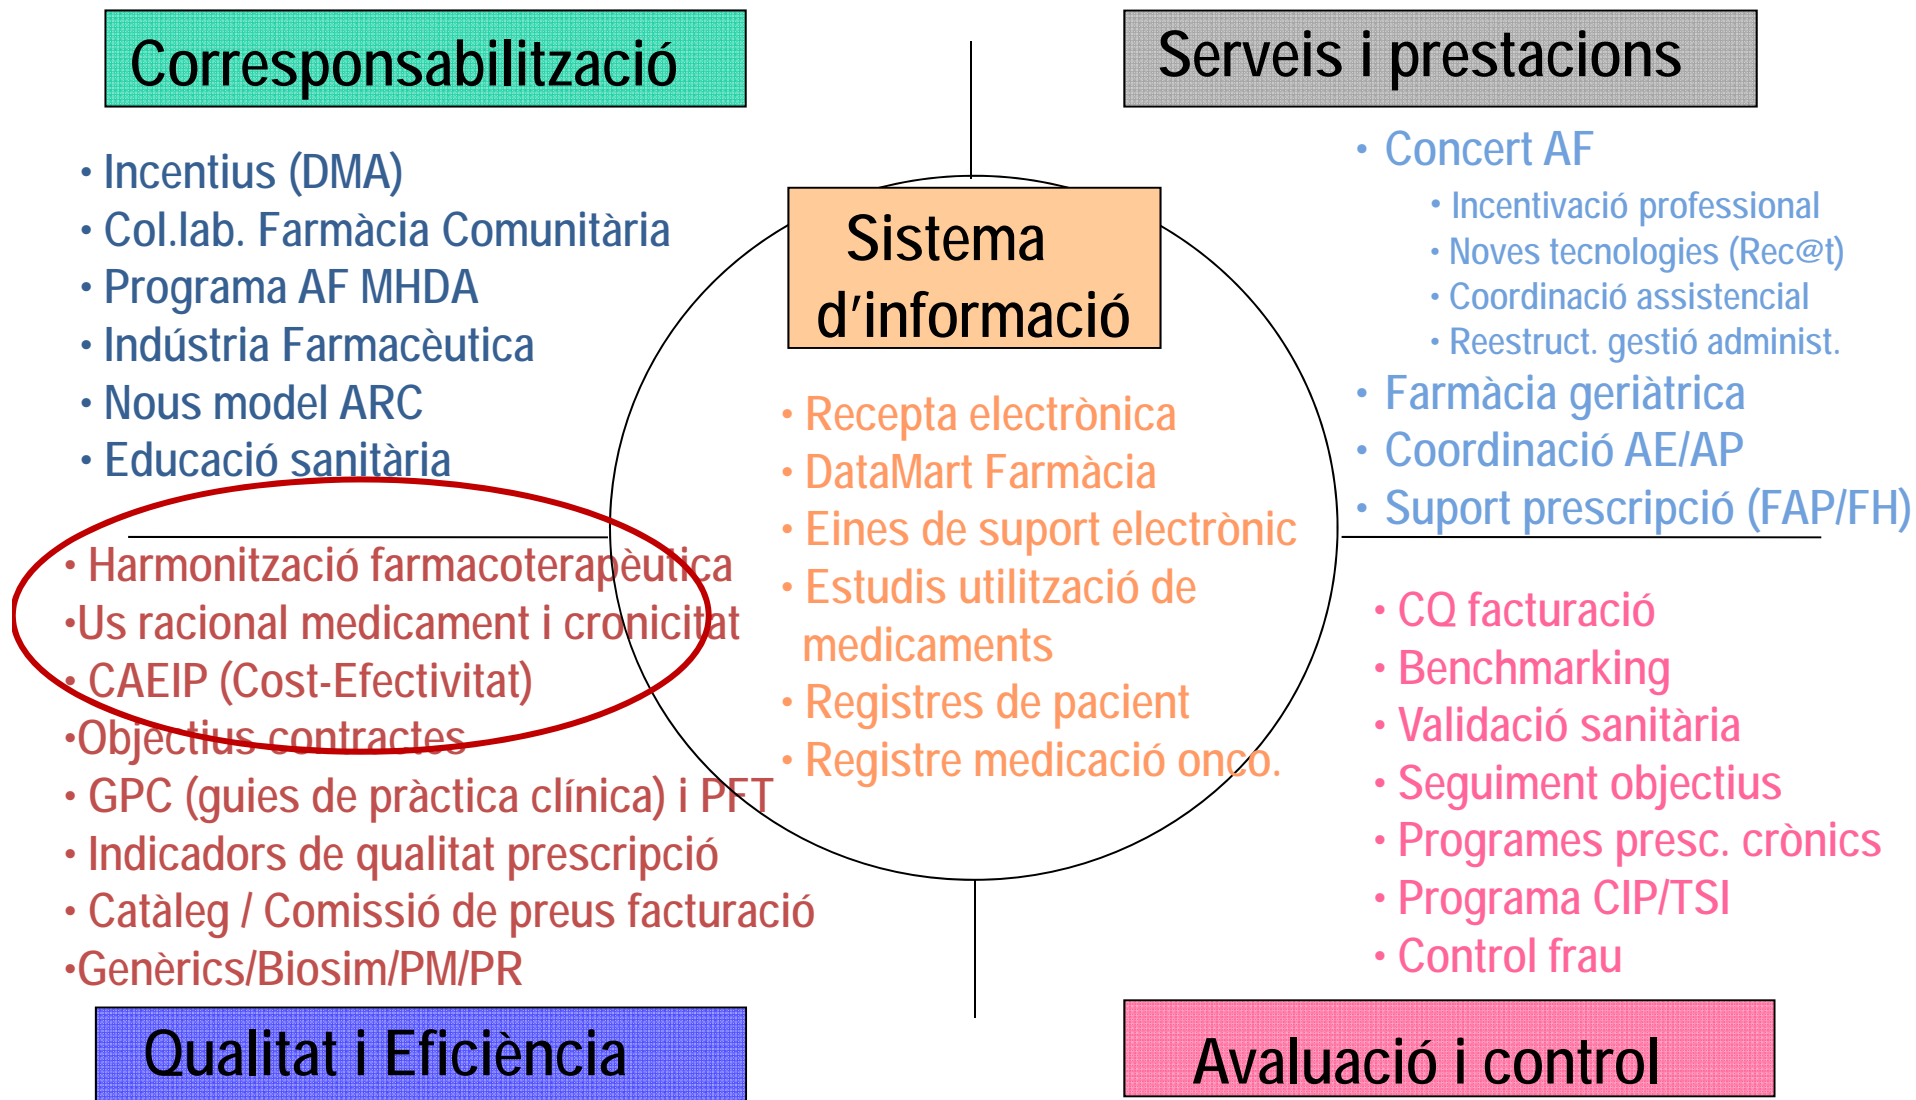 Corresponsabilització
• Incentius (DMA)
• Col.lab. Farmàcia Comunitària
• Programa AF MHDA
• Indústria Farmacèutica
• Nous model ARC
• Educació sanitària
Serveis i prestacions
• Concert AF
• Incentivació professional
• Noves tecnologies (Rec@t)
• Coordinació assistencial
• Reestruct. gestió administ.
• Farmàcia geriàtrica
• Coordinació AE/AP
• Suport prescripció (FAP/FH)
Sistema
d'informació
• Recepta electrònica
• DataMart Farmàcia
• Eines de suport electrònic
• Estudis utilització de
medicaments
• Registres de pacient
• Registre medicació onco.
• Harmonització farmacoterapèutica
•Us racional medicament i cronicitat
• CAEIP (Cost-Efectivitat)
•Objectius contractes
• GPC (guies de pràctica clínica) i PFT
• Indicadors de qualitat prescripció
• Catàleg / Comissió de preus facturació
•Genèrics/Biosim/PM/PR
Qualitat i Eficiència
• CQ facturació
• Benchmarking
• Validació sanitària
• Seguiment objectius
• Programes presc. crònics
• Programa CIP/TSI
• Control frau
Avaluació i control